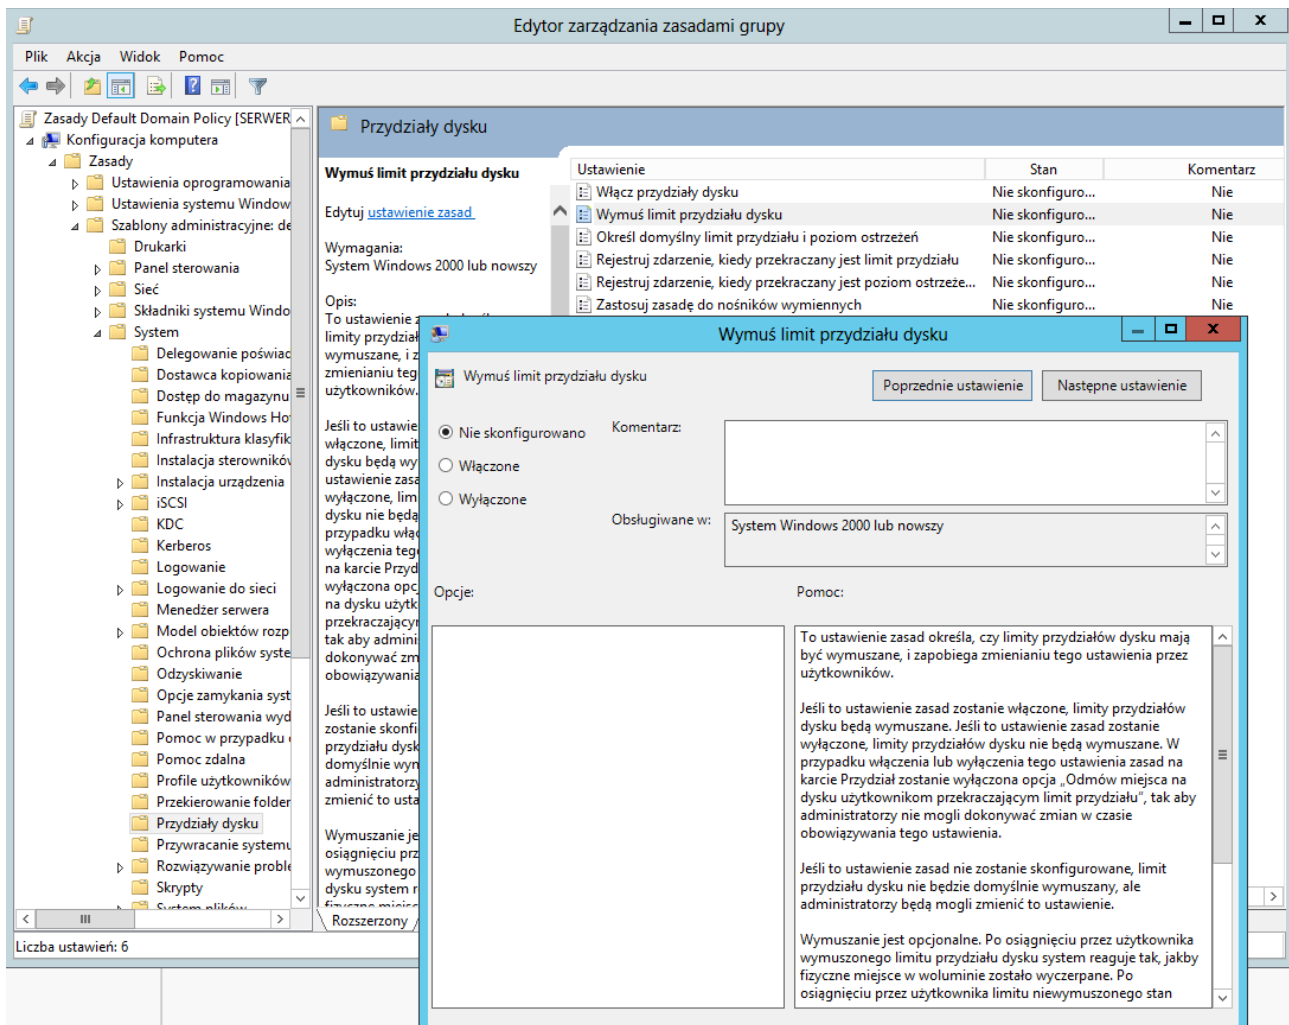 Edytor zarządzania zasadami grupy
Plik Akcja Widok Pomoc
Zasady Default Domain Policy [SERWER
Konfiguracja komputera
Zasady
Ustawienia oprogramowania
Ustawienia systemu Window
Szablony administracyjne: de
Drukarki
Panel sterowania
Sieć
Składniki systemu Windo
System
Delegowanie poświad
Dostawca kopiowania
Dostęp do magazynu
Funkcja Windows Ho
Infrastruktura klasyfik
Instalacja sterowników
Instalacja urządzenia
iSCSI
KDC
Kerberos
Logowanie
Logowanie do sieci
Menedżer serwera
Model obiektów rozp
Ochrona plików syste
Odzyskiwanie
Opcje zamykania syst
Panel sterowania wyd
Pomoc w przypadku
Pomoc zdalna
Profile użytkowników
Przekierowanie folder
Przydziały dysku
Przywracanie systemu
Rozwiązywanie proble
Skrypty
System plików
Liczba ustawień: 6
Przydziały dysku
Wymuś limit przydziału dysku
Edytuj ustawienie zasad
Wymagania:
System Windows 2000 lub nowszy
Opis:
To ustawienie
limity przydział
wymuszane, i z
zmienianiu teg
użytkowników.
Jeśli to ustawie
włączone, limit
dysku będą wy
ustawienie zasa
wyłączone, lim
dysku nie będą
przypadku włąc
wyłączenia teg
na karcie Przyd
wyłączona opc
na dysku użytk
przekraczający
tak aby admini
dokonywać zm
obowiązywania
Jeśli to ustawie
zostanie skonfi
przydziału dysk
domyślnie wyn
administratorzy
zmienić to usta
Wymuszanie je
osiągnięciu prz
wymuszonego
dysku system r
fizyczne miejsc
Rozszerzony
Ustawienie Stan Komentarz
Włącz przydziały dysku Nie skonfiguro... Nie
Wymuś limit przydziału dysku Nie skonfiguro... Nie
Określ domyślny limit przydziału i poziom ostrzeżeń Nie skonfiguro... Nie
Rejestruj zdarzenie, kiedy przekraczany jest limit przydziału Nie skonfiguro... Nie
Rejestruj zdarzenie, kiedy przekraczany jest poziom ostrzeże... Nie skonfiguro... Nie
Zastosuj zasadę do nośników wymiennych Nie skonfiguro... Nie
Wymuś limit przydziału dysku
Wymuś limit przydziału dysku
Poprzednie ustawienie Następne ustawienie
Nie skonfigurowano
Włączone
Wyłączone
Komentarz:
Obsługiwane w: System Windows 2000 lub nowszy
Opcje:
Pomoc:
To ustawienie zasad określa, czy limity przydziałów dysku mają
być wymuszane, i zapobiega zmienianiu tego ustawienia przez
użytkowników.
Jeśli to ustawienie zasad zostanie włączone, limity przydziałów
dysku będą wymuszane. Jeśli to ustawienie zasad zostanie
wyłączone, limity przydziałów dysku nie będą wymuszane. W
przypadku włączenia lub wyłączenia tego ustawienia zasad na
karcie Przydział zostanie wyłączona opcja „Odmów miejsca na
dysku użytkownikom przekraczającym limit przydziału”, tak aby
administratorzy nie mogli dokonywać zmian w czasie
obowiązywania tego ustawienia.
Jeśli to ustawienie zasad nie zostanie skonfigurowane, limit
przydziału dysku nie będzie domyślnie wymuszany, ale
administratorzy będą mogli zmienić to ustawienie.
Wymuszanie jest opcjonalne. Po osiągnięciu przez użytkownika
wymuszonego limitu przydziału dysku system reaguje tak, jakby
fizyczne miejsce w woluminie zostało wyczerpane. Po
osiągnięciu przez użytkownika limitu niewymuszonego stan